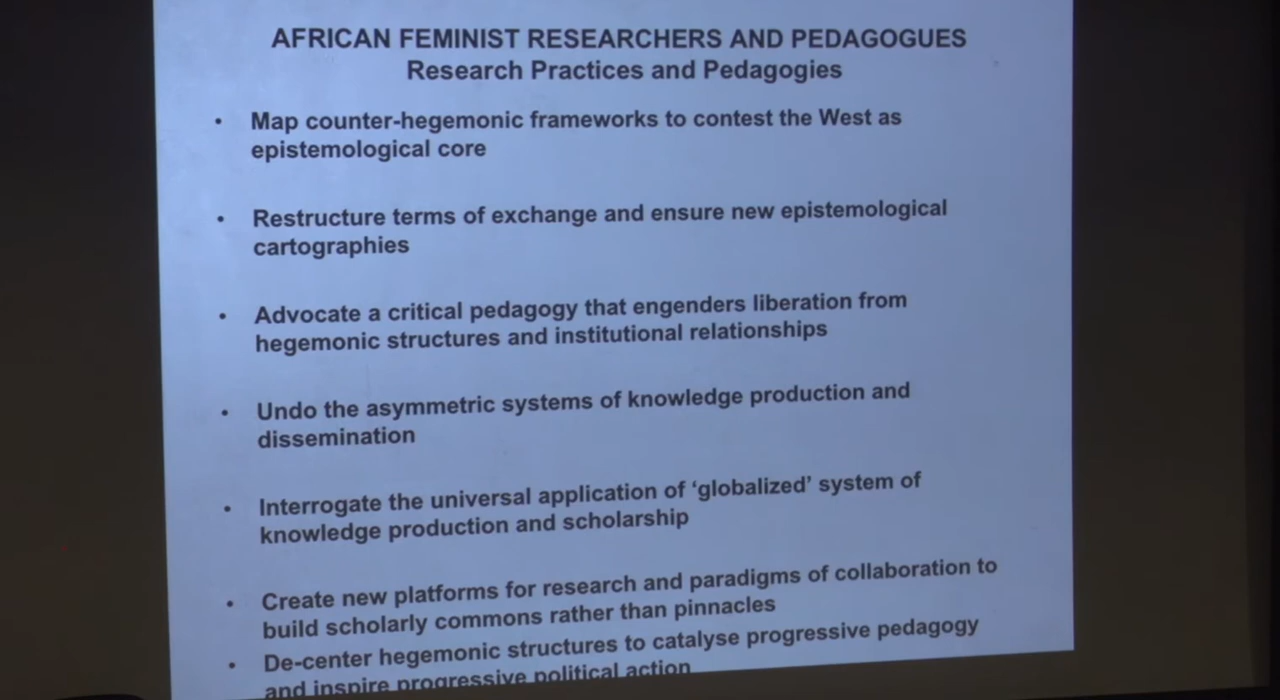 AFRICAN FEMINIST RESEARCHERS AND PEDAGOGUES
Research Practices and Pedagogies
• Map counter-hegemonic frameworks to contest the West as
epistemological core
• Restructure terms of exchange and ensure new epistemological
cartographies
• Advocate a critical pedagogy that engenders liberation from
hegemonic structures and institutional relationships
• Undo the asymmetric systems of knowledge production and
dissemination
• Interrogate the universal application of ‘globalized’ system of
knowledge production and scholarship
• Create new platforms for research and paradigms of collaboration to
build scholarly commons rather than pinnacles
• De-center hegemonic structures to catalyse progressive pedagogy
and inspire progressive political action